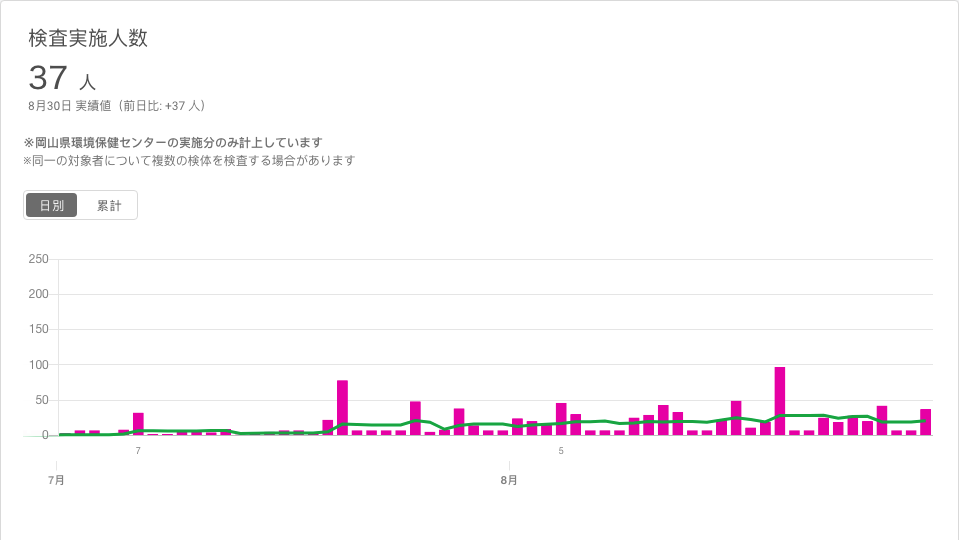 検査実施人数
37 人
8月30日 実績値（前日比: +37 人）
※岡山県環境保健センターの実施分のみ計上しています
※同一の対象者について複数の検体を検査する場合があります
日別 累計
250
200
150
100
50
0
7 5
7月 8月